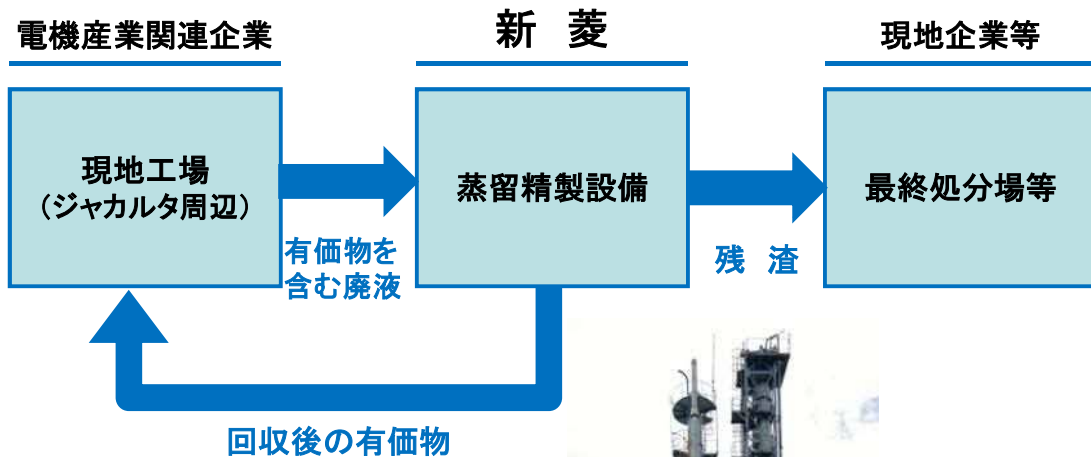 電機産業関連企業
新 菱
現地企業等
現地工場
（ジャカルタ周辺）
蒸留精製設備
最終処分場等
有価物を
含む廃液
残 渣
回収後の有価物